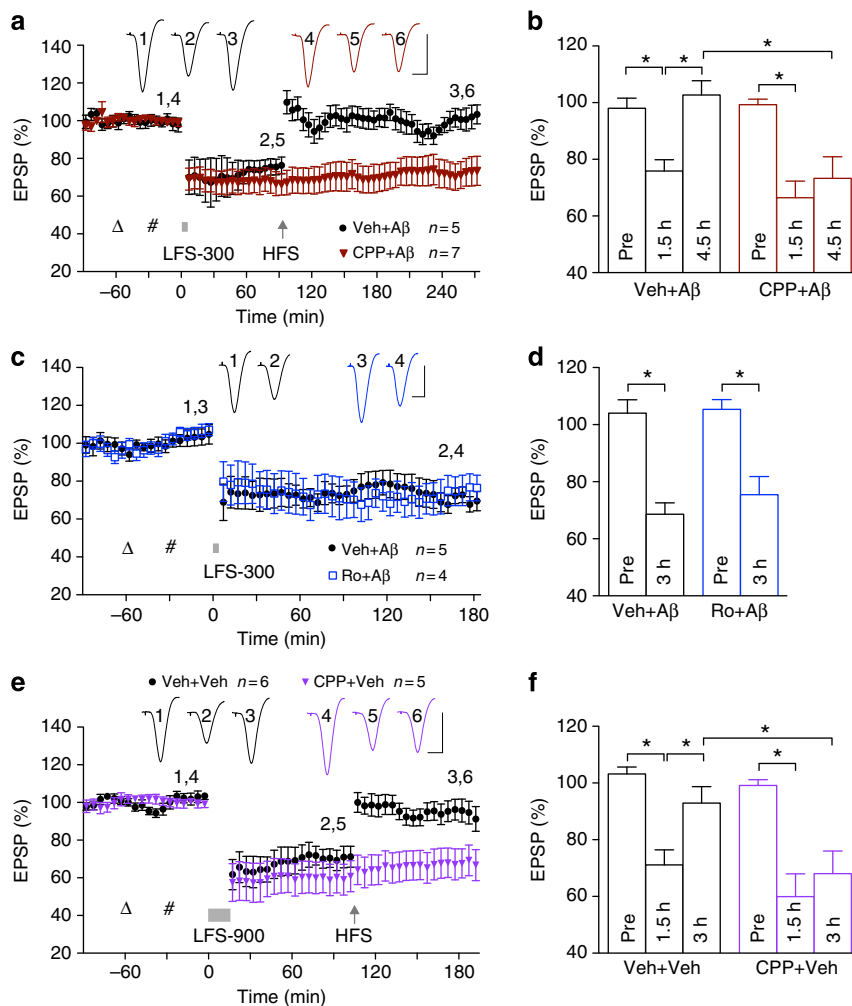 a
1 2 3 4 5 6
140
120
100
80
60
40
20
EPSP (%)
1,4
2,5
3,6
Δ # LFS-300 HFS
Veh+Aβ n=5
CPP+Aβ n=7
−60 0 60 120 180 240
Time (min)
b
120
100
80
60
40
EPSP (%)
* * * *
Pre 1.5 h 4.5 h Pre 1.5 h 4.5 h
Veh+Aβ CPP+Aβ
c
1 2 3 4
140
120
100
80
60
40
20
EPSP (%)
1,3
2,4
Δ # LFS-300
Veh+Aβ n=5
Ro+Aβ n=4
−60 0 60 120 180
Time (min)
d
120
100
80
60
40
EPSP (%)
* *
Pre 3 h Pre 3 h
Veh+Aβ Ro+Aβ
e
Veh+Veh n=6 CPP+Veh n=5
1 2 3 4 5 6
140
120
100
80
60
40
20
EPSP (%)
1,4
2,5
3,6
Δ # LFS-900 HFS
−60 0 60 120 180
Time (min)
f
120
100
80
60
40
EPSP (%)
* * * *
Pre 1.5 h 3 h Pre 1.5 h 3 h
Veh+Veh CPP+Veh